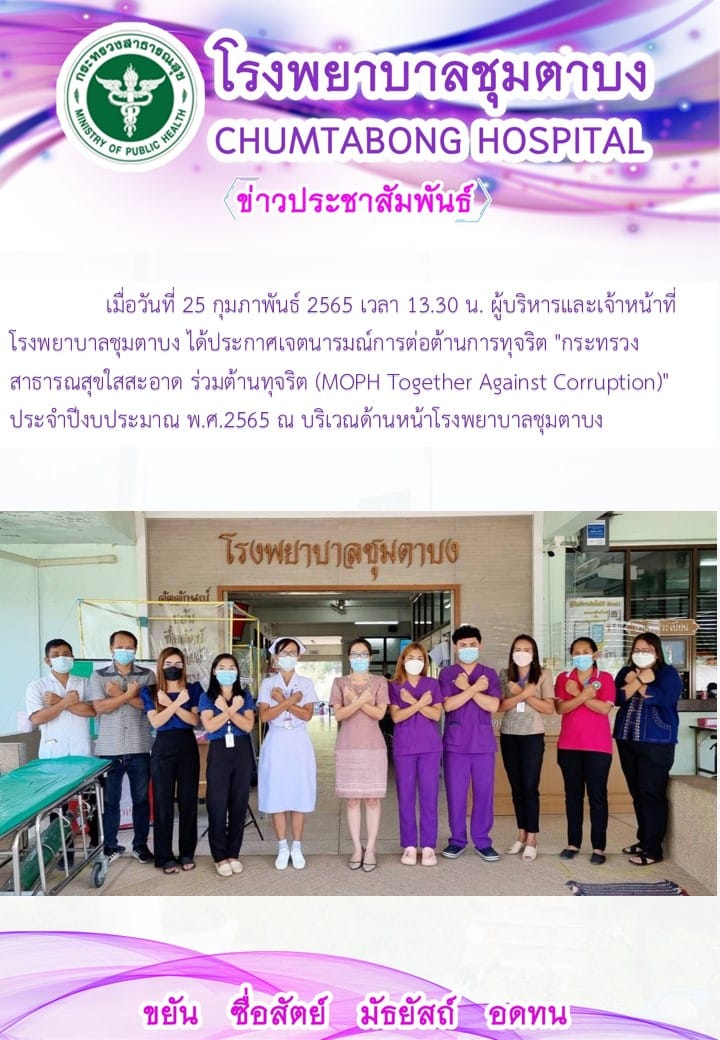 กระทรวงสาธารณสุข
MINISTRY OF PUBLIC HEALTH
โรงพยาบาลชุมตาบง
CHUMTABONG HOSPITAL
ข่าวประชาสัมพันธ์
เมื่อวันที่ 25 กุมภาพันธ์ 2565 เวลา 13.30 น. ผู้บริหารและเจ้าหน้าที่
โรงพยาบาลชุมตาบง ได้ประกาศเจตนารมณ์การต่อต้านการทุจริต "กระทรวง
สาธารณสุขใสสะอาด ร่วมต้านทุจริต (MOPH Together Against Corruption)"
ประจำปีงบประมาณ พ.ศ.2565 ณ บริเวณด้านหน้าโรงพยาบาลชุมตาบง
โรงพยาบาลชุมตาบง
อัตลักษณ์
ขยัน ซื่อสัตย์ มัธยัสถ์ อดทน